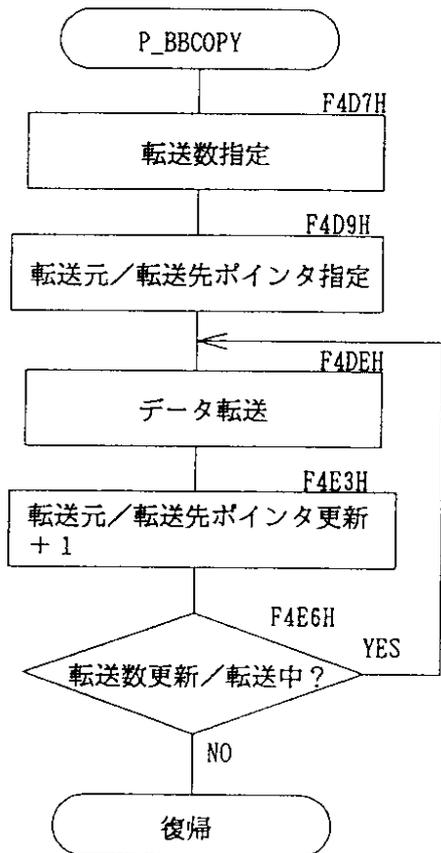 P_BBCOPY
F4D7H
転送数指定
F4D9H
転送元／転送先ポインタ指定
F4DEH
データ転送
F4E3H
転送元／転送先ポインタ更新
＋１
F4E6H
YES
転送数更新／転送中？
NO
復帰